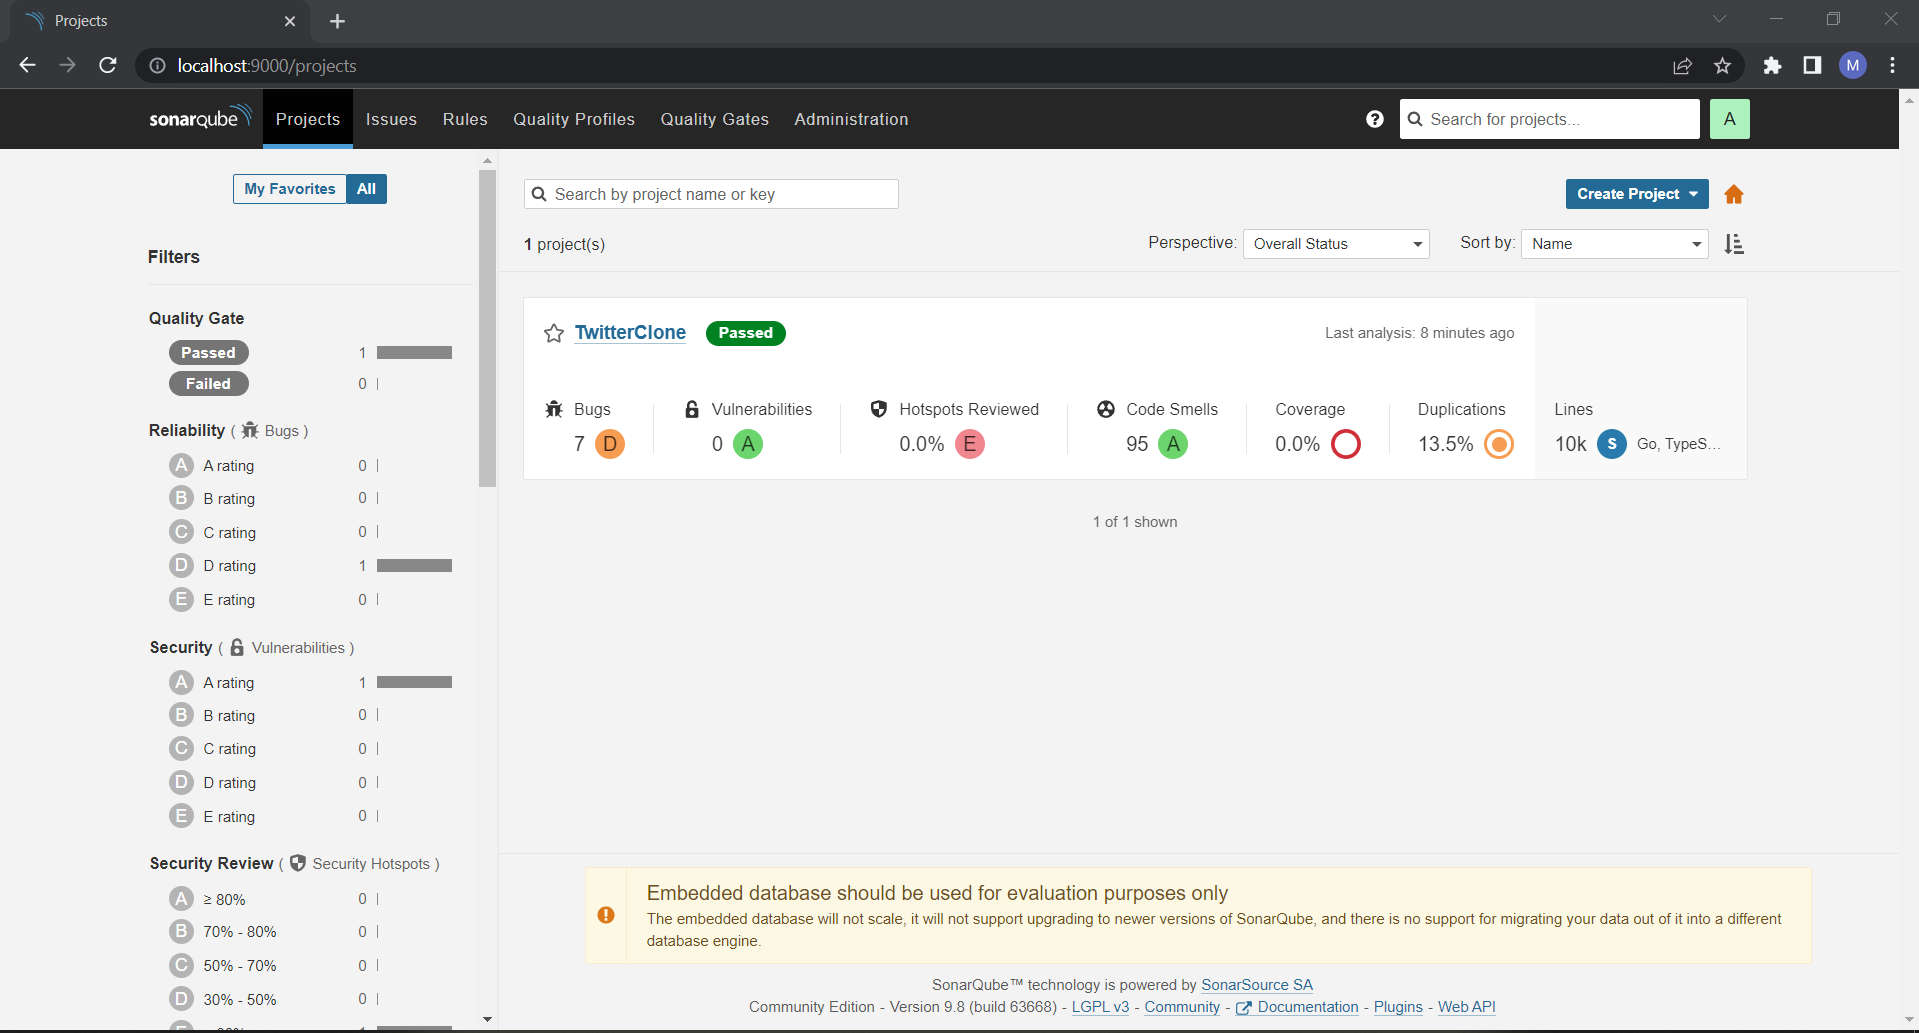 Projects
localhost:9000/projects
M
sonarqube Projects Issues Rules Quality Profiles Quality Gates Administration
Search for projects...
A
My Favorites All
Filters
Quality Gate
Passed 1
Failed 0
Reliability ( Bugs )
A A rating 0
B B rating 0
C C rating 0
D D rating 1
E E rating 0
Security ( Vulnerabilities )
A A rating 1
B B rating 0
C C rating 0
D D rating 0
E E rating 0
Security Review ( Security Hotspots )
A ≥ 80% 0
B 70% - 80% 0
C 50% - 70% 0
D 30% - 50% 0
Search by project name or key
Create Project
1 project(s)
Perspective: Overall Status
Sort by: Name
TwitterClone Passed
Last analysis: 8 minutes ago
Bugs Vulnerabilities Hotspots Reviewed Code Smells Coverage Duplications Lines
7 D 0 A 0.0% E 95 A 0.0% 13.5% 10k S Go, TypeS...
1 of 1 shown
Embedded database should be used for evaluation purposes only
The embedded database will not scale, it will not support upgrading to newer versions of SonarQube, and there is no support for migrating your data out of it into a different
database engine.
SonarQube™ technology is powered by SonarSource SA
Community Edition - Version 9.8 (build 63668) - LGPL v3 - Community - Documentation - Plugins - Web API